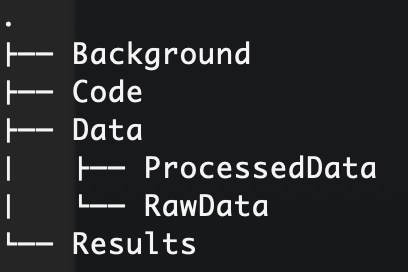 .
├── Background
├── Code
├── Data
│   ├── ProcessedData
│   └── RawData
└── Results